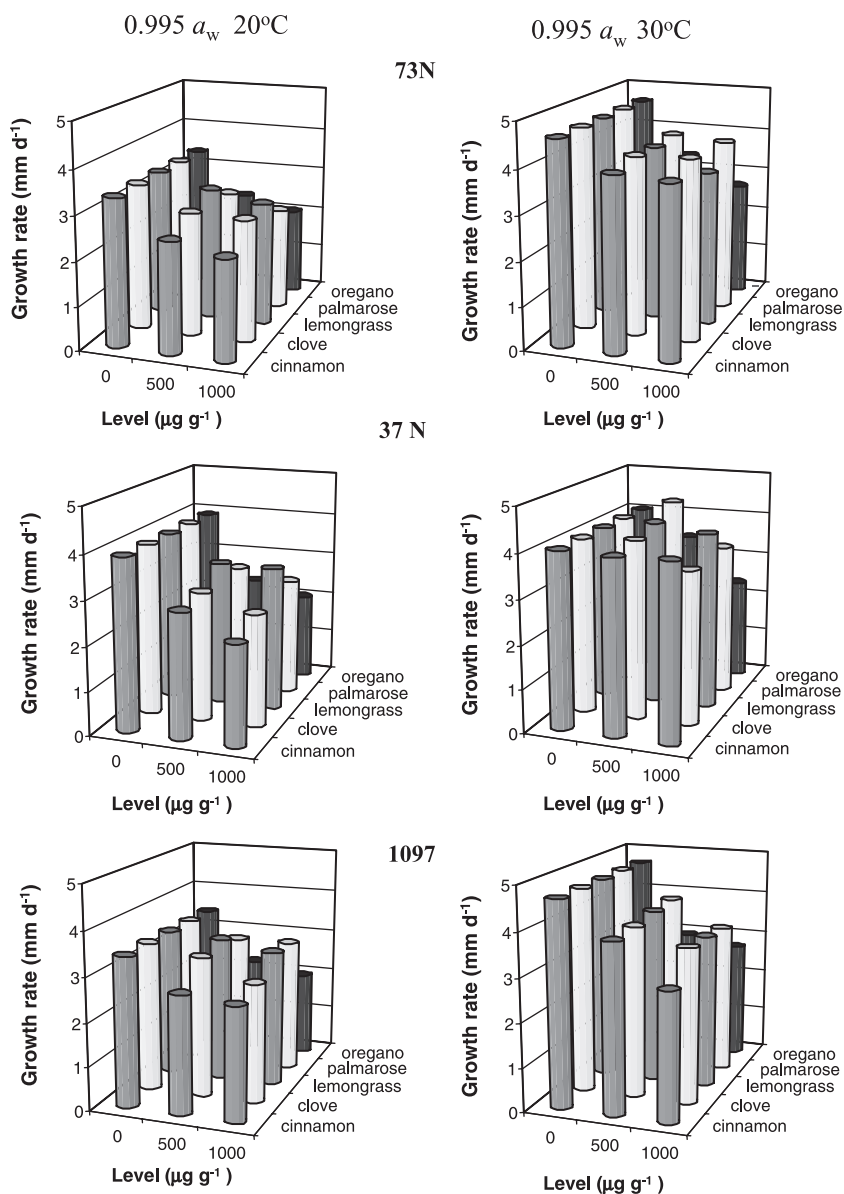 0.995 a_w 20°C
0.995 a_w 30°C
73N
Growth rate (mm d⁻¹)
5
4
3
2
1
0
0
500
1000
Level (µg g⁻¹ )
oregano
palmarose
lemongrass
clove
cinnamon
Growth rate (mm d⁻¹)
5
4
3
2
1
0
0
500
1000
Level (µg g⁻¹ )
oregano
palmarose
lemongrass
clove
cinnamon
37 N
Growth rate (mm d⁻¹)
5
4
3
2
1
0
0
500
1000
Level (µg g⁻¹ )
oregano
palmarose
lemongrass
clove
cinnamon
Growth rate (mm d⁻¹)
5
4
3
2
1
0
0
500
1000
Level (µg g⁻¹ )
oregano
palmarose
lemongrass
clove
cinnamon
1097
Growth rate (mm d⁻¹)
5
4
3
2
1
0
0
500
1000
Level (µg g⁻¹ )
oregano
palmarose
lemongrass
clove
cinnamon
Growth rate (mm d⁻¹)
5
4
3
2
1
0
0
500
1000
Level (µg g⁻¹ )
oregano
palmarose
lemongrass
clove
cinnamon